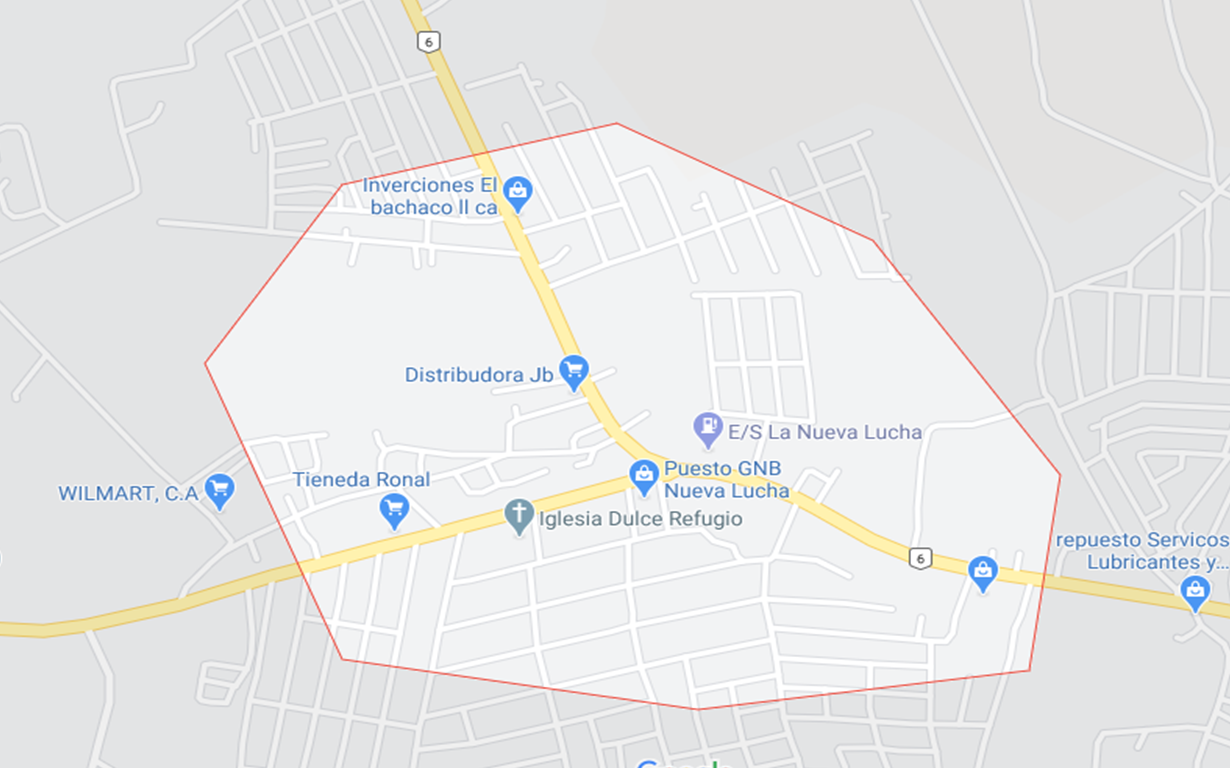 6
Inverciones El
bachaco II ca
Distribudora Jb
E/S La Nueva Lucha
Puesto GNB
Nueva Lucha
Tieneda Ronal
WILMART, C.A
Iglesia Dulce Refugio
6
repuesto Servicos
Lubricantes y...